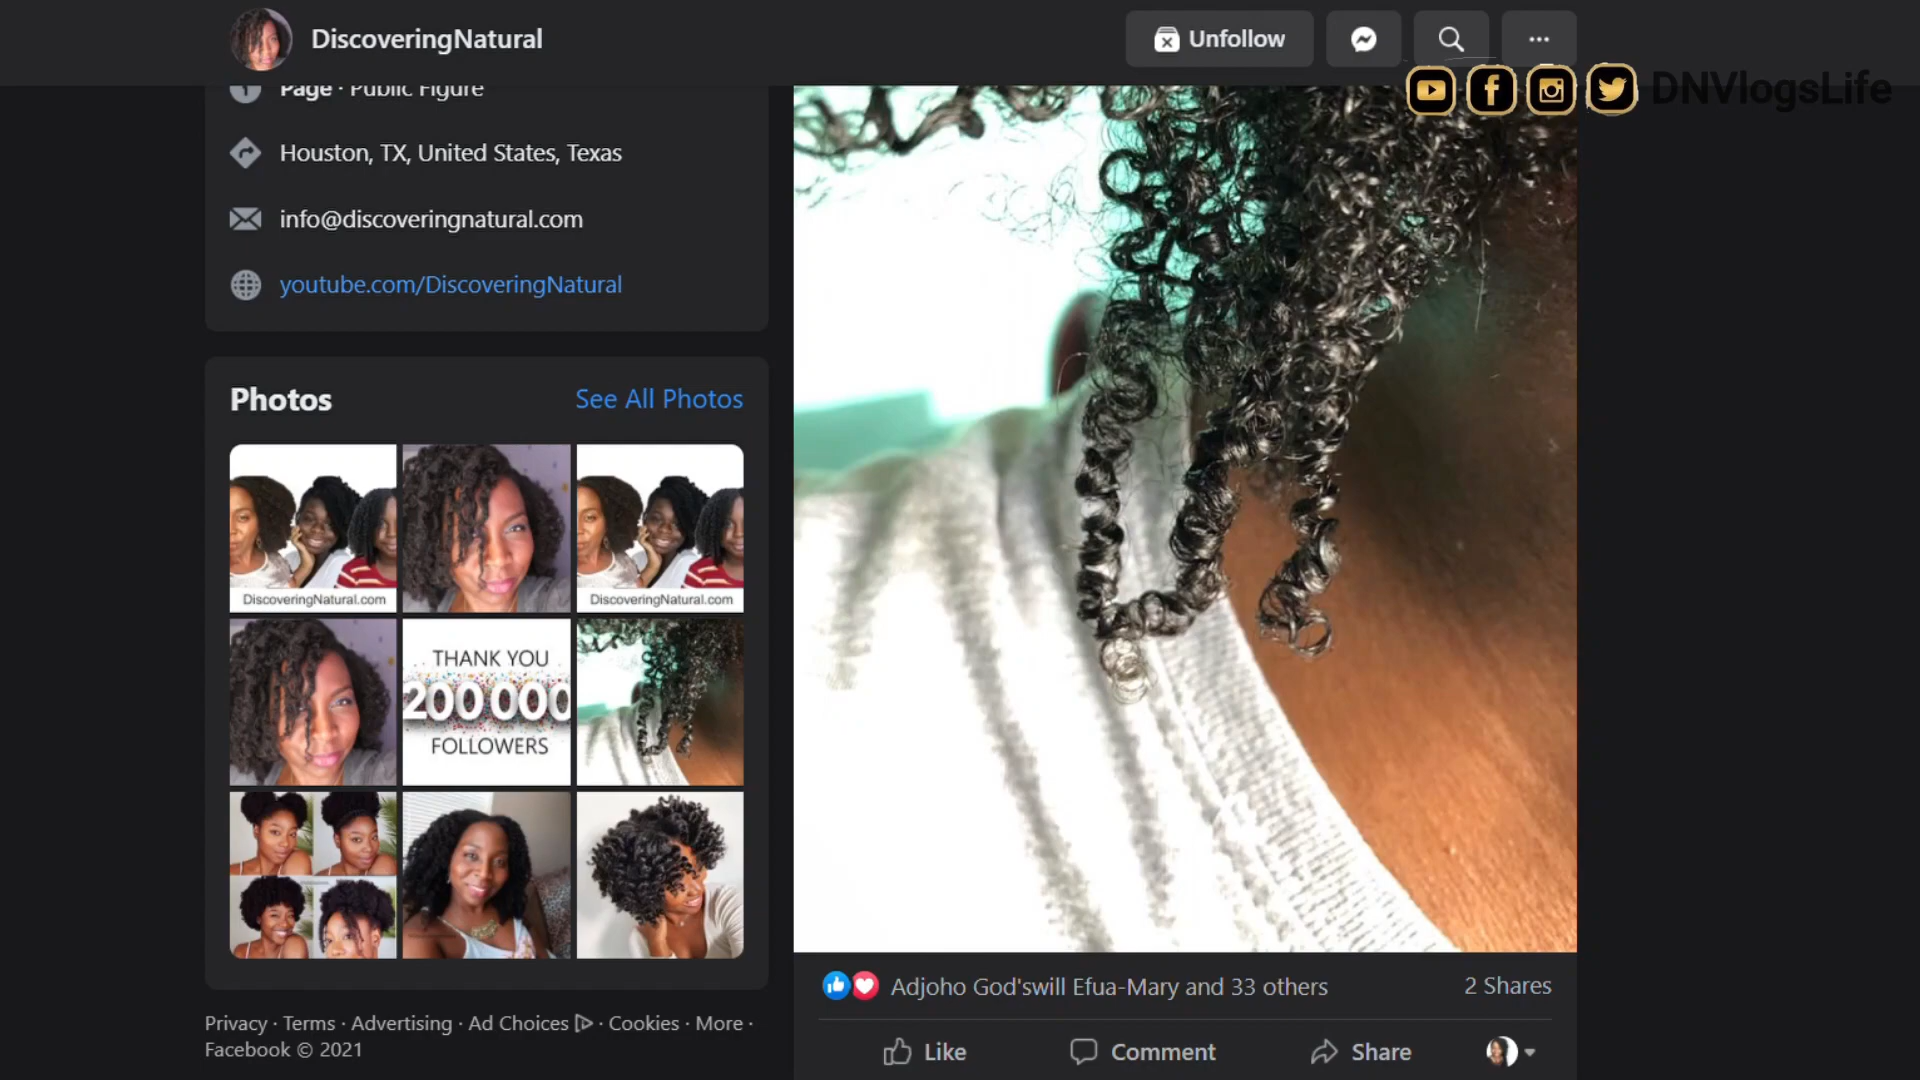 DiscoveringNatural
Unfollow
DNVlogsLife
Page · Public Figure
Houston, TX, United States, Texas
info@discoveringnatural.com
youtube.com/DiscoveringNatural
Photos
See All Photos
DiscoveringNatural.com
DiscoveringNatural.com
THANK YOU
200 000
FOLLOWERS
Privacy · Terms · Advertising · Ad Choices · Cookies · More ·
Facebook © 2021
Adjoho God'swill Efua-Mary and 33 others
2 Shares
Like
Comment
Share